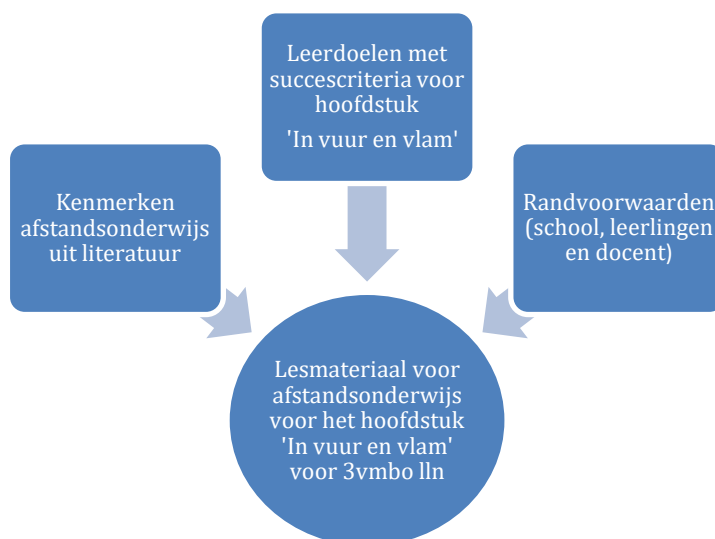 Leerdoelen met
succescriteria voor
hoofdstuk
'In vuur en vlam'
Kenmerken
afstandsonderwijs
uit literatuur
Randvoorwaarden
(school, leerlingen
en docent)
Lesmateriaal voor
afstandsonderwijs
voor het hoofdstuk
'In vuur en vlam'
voor 3vmbo lln